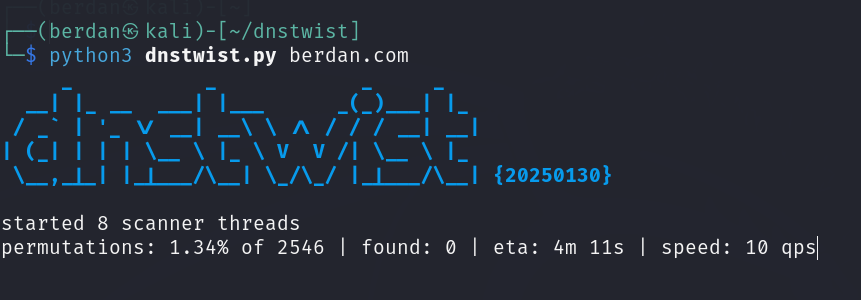 ┌──(berdan㉿kali)-[~/dnstwist]
└─$ python3 dnstwist.py berdan.com
dnstwist {20250130}
started 8 scanner threads
permutations: 1.34% of 2546 | found: 0 | eta: 4m 11s | speed: 10 qps